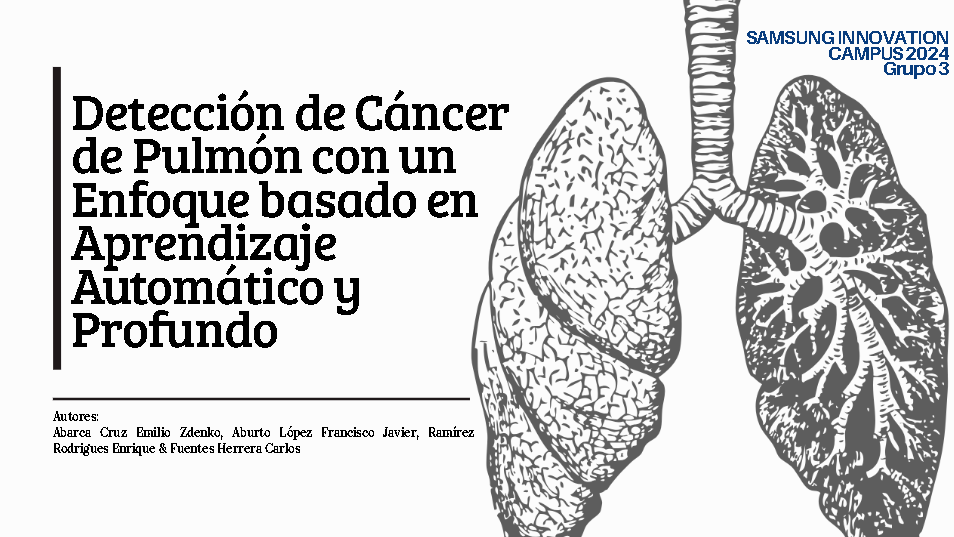 SAMSUNG INNOVATION
CAMPUS 2024
Grupo 3
Detección de Cáncer
de Pulmón con un
Enfoque basado en
Aprendizaje
Automático y
Profundo
Autores:
Abarca Cruz Emilio Zdenko, Aburto López Francisco Javier, Ramírez
Rodrigues Enrique & Fuentes Herrera Carlos